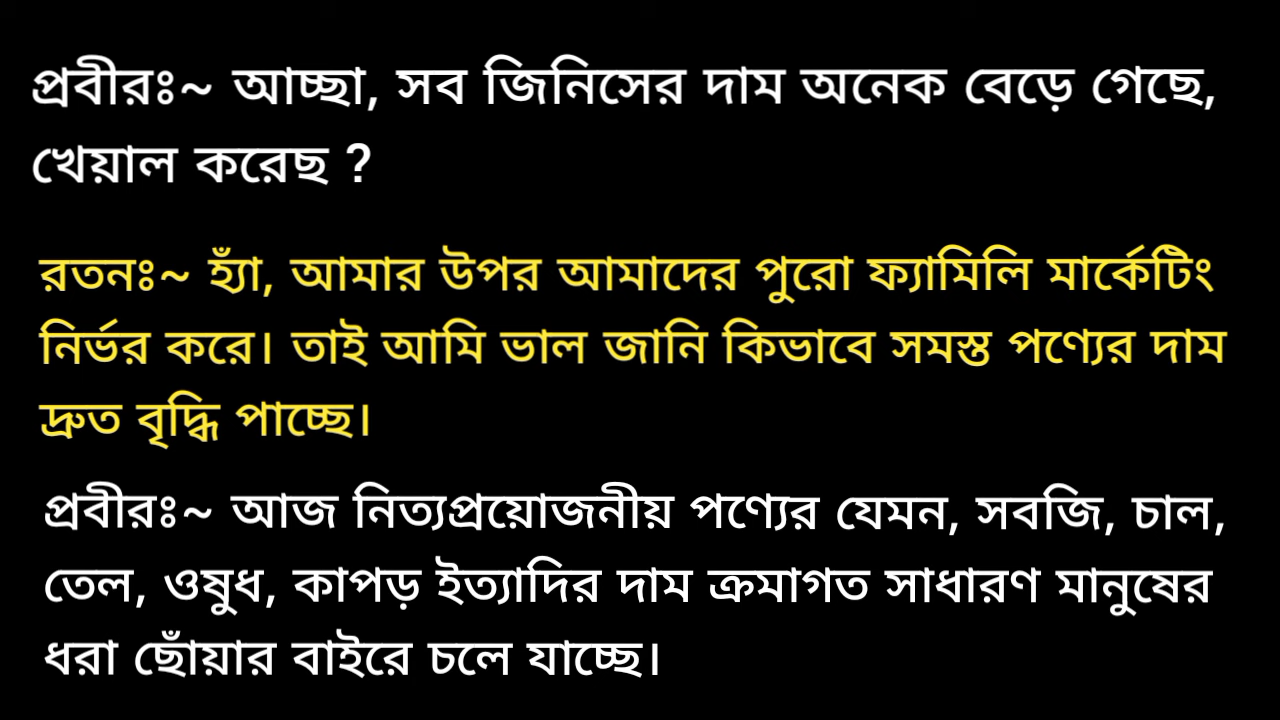 প্রবীরঃ~ আচ্ছা, সব জিনিসের দাম অনেক বেড়ে গেছে,
খেয়াল করেছ ?
রতনঃ~ হ্যাঁ, আমার উপর আমাদের পুরো ফ্যামিলি মার্কেটিং
নির্ভর করে। তাই আমি ভাল জানি কিভাবে সমস্ত পণ্যের দাম
দ্রুত বৃদ্ধি পাচ্ছে।
প্রবীরঃ~ আজ নিত্যপ্রয়োজনীয় পণ্যের যেমন, সবজি, চাল,
তেল, ওষুধ, কাপড় ইত্যাদির দাম ক্রমাগত সাধারণ মানুষের
ধরা ছোঁয়ার বাইরে চলে যাচ্ছে।